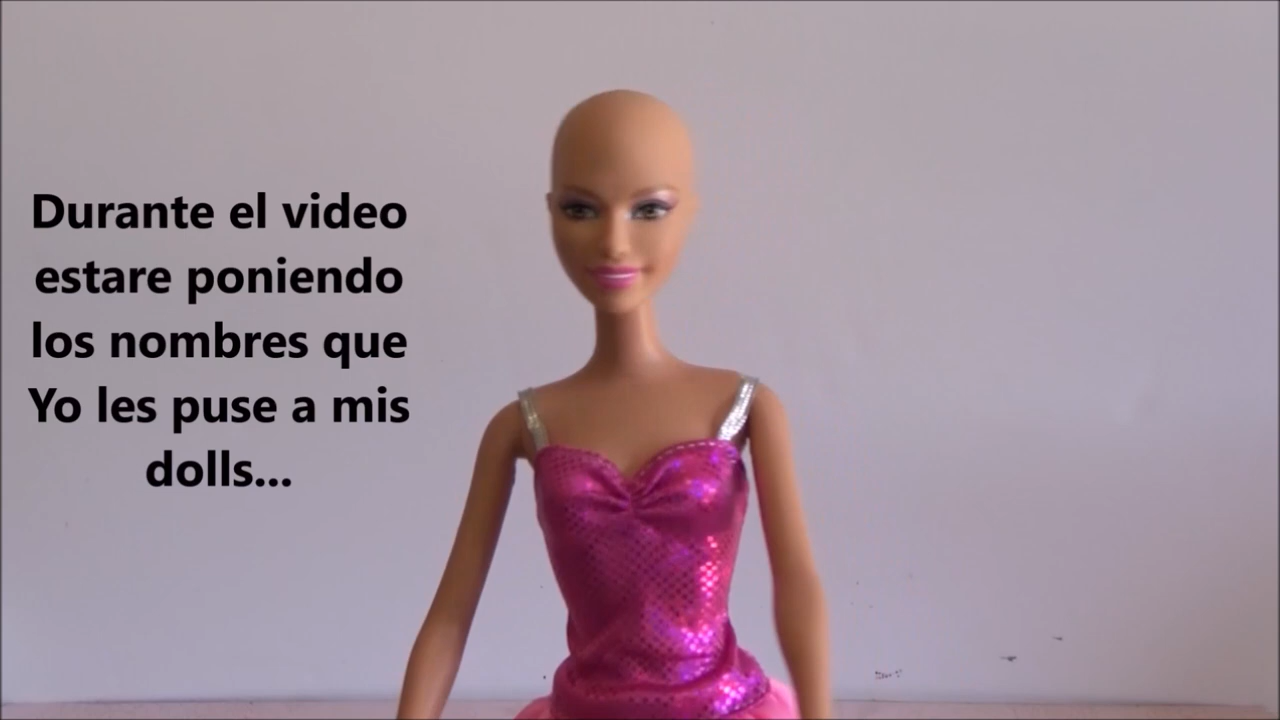 Durante el video
estare poniendo
los nombres que
Yo les puse a mis
dolls...